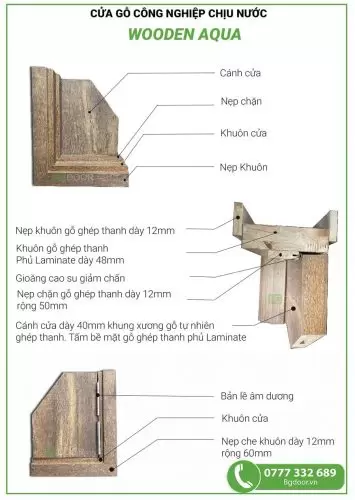 CỬA GỖ CÔNG NGHIỆP CHỊU NƯỚC
WOODEN AQUA
Cánh cửa
Nẹp chặn
Khuôn cửa
Nẹp Khuôn
Nẹp khuôn gỗ ghép thanh dày 12mm
Khuôn gỗ ghép thanh
Phủ Laminate dày 48mm
Gioăng cao su giảm chấn
Nẹp chặn gỗ ghép thanh dày 12mm
rộng 50mm
Cánh cửa dày 40mm khung xương gỗ tự nhiên
ghép thanh. Tấm bề mặt gỗ ghép thanh phủ Laminate
Bản lề âm dương
Khuôn cửa
Nẹp che khuôn dày 12mm
rộng 60mm
0777 332 689
Bgdoor.vn